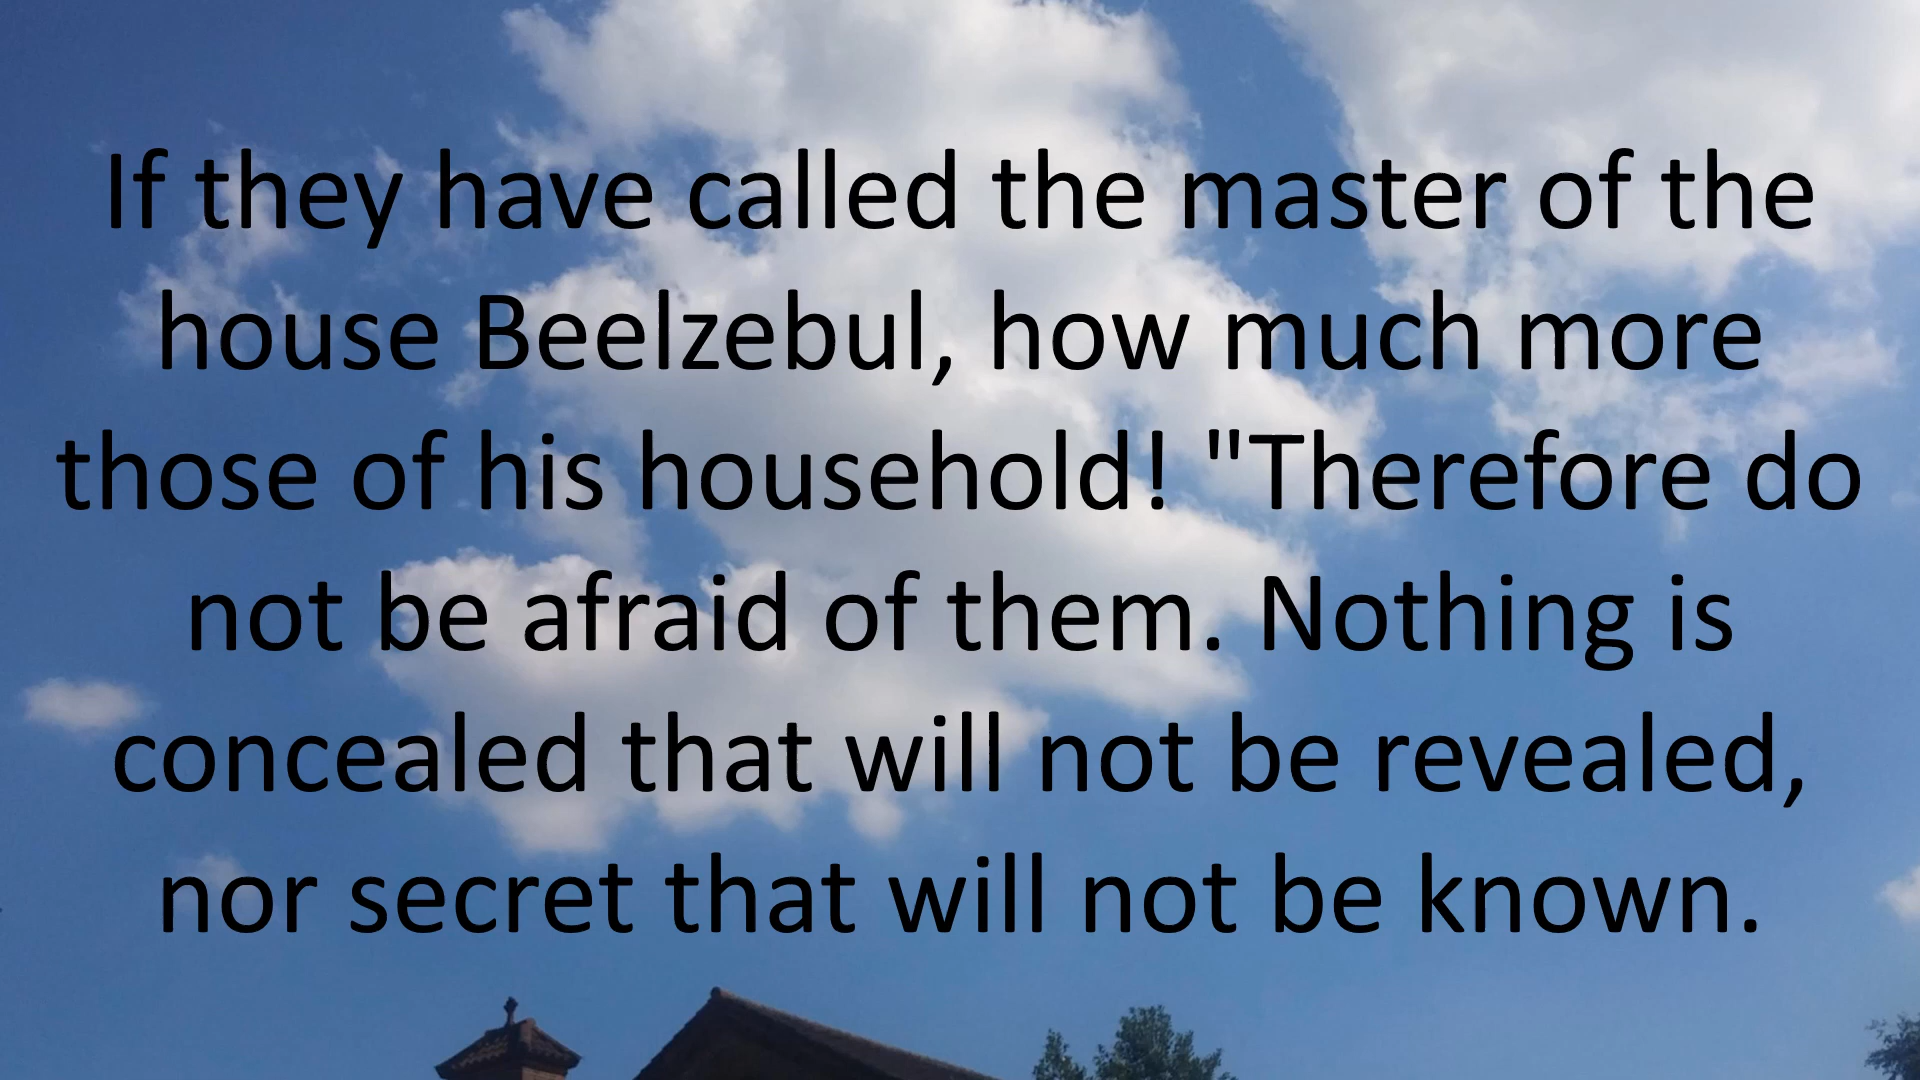 If they have called the master of the
house Beelzebul, how much more
those of his household! "Therefore do
not be afraid of them. Nothing is
concealed that will not be revealed,
nor secret that will not be known.